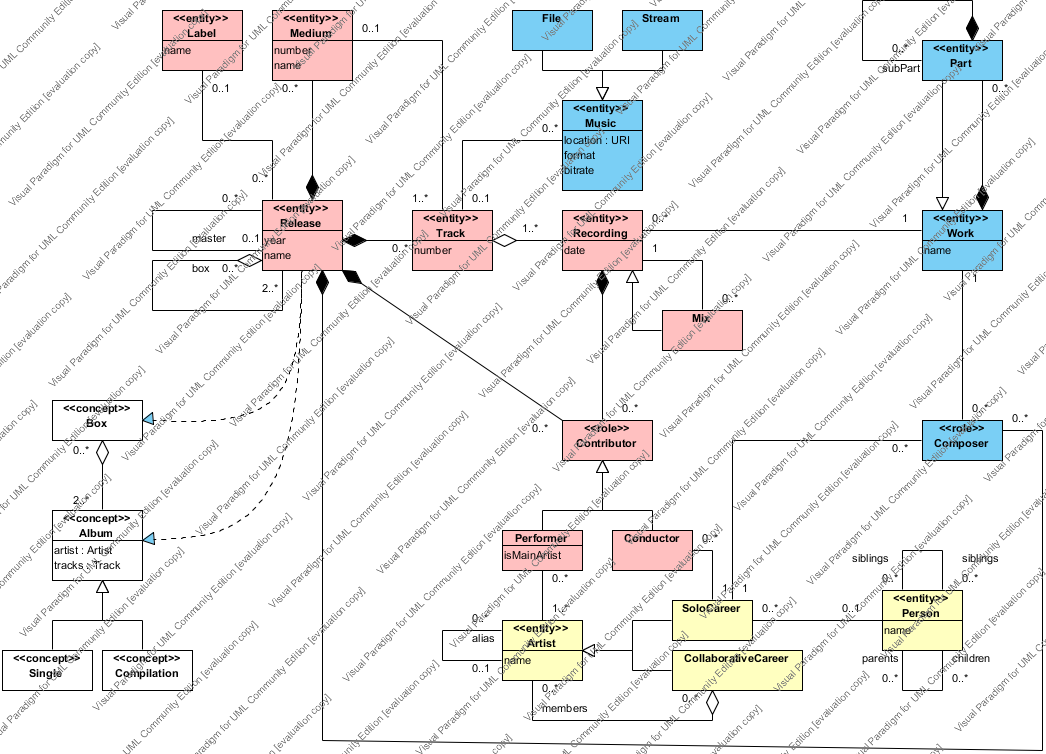 <<entity>>
Label
name
<<entity>>
Medium
number
name
0..1
File
Stream
0..*
subPart
<<entity>>
Part
0..1
0..*
0..*
<<entity>>
Music
location : URI
format
bitrate
0..*
0..*
0..*
1..*
0..1
<<entity>>
Release
year
name
master
0..1
box
0..*
2..*
0..*
<<entity>>
Track
number
1..*
<<entity>>
Recording
date
0..*
1
1
<<entity>>
Work
name
1
0..*
Mix
<<concept>>
Box
0..*
2..*
<<concept>>
Album
artist : Artist
tracks : Track
<<concept>>
Single
<<concept>>
Compilation
0..*
0..*
<<role>>
Contributor
0..*
0..*
<<role>>
Composer
0..*
Performer
isMainArtist
Conductor
0..*
0..*
1..*
alias
0..1
<<entity>>
Artist
name
0..*
members
1
1
SoloCareer
0..*
CollaborativeCareer
0..*
siblings
siblings
0..*
0..*
0..1
<<entity>>
Person
name
parents
children
0..*
0..*
Visual Paradigm for UML Community Edition [evaluation copy]